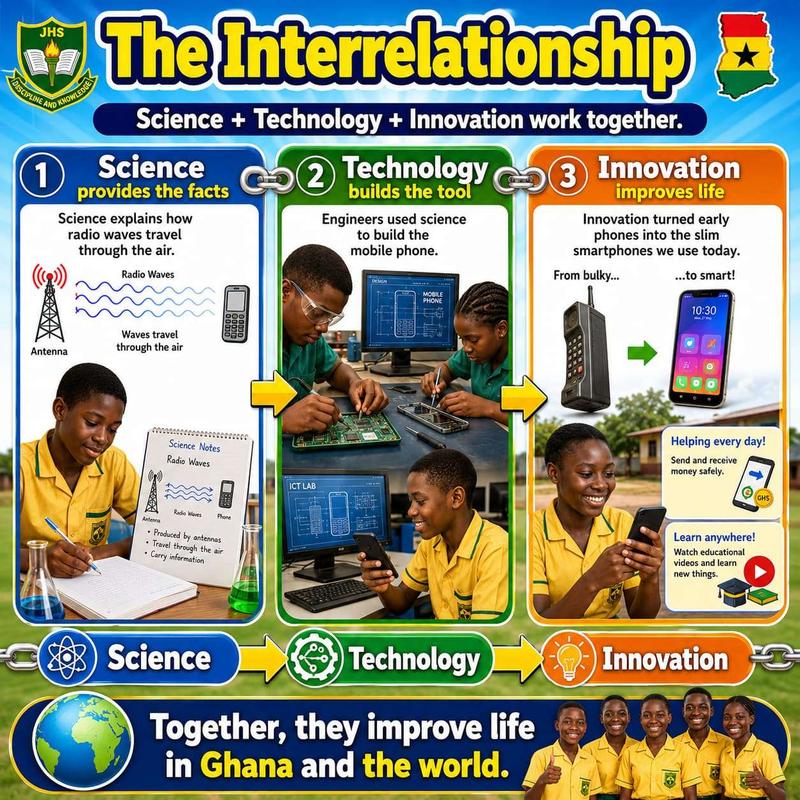 JHS
DISCIPLINE AND KNOWLEDGE
The Interrelationship
Science + Technology + Innovation work together.
1
Science
provides the facts
Science explains how
radio waves travel
through the air.
Radio Waves
Waves travel
through the air
Antenna
Science Notes
Radio Waves
Antenna
Radio Waves
Phone
• Produced by antennas
• Travel through the air
• Carry information
2
Technology
builds the tool
Engineers used science
to build the
mobile phone.
DESIGN
MOBILE
PHONE
ICT LAB
3
Innovation
improves life
Innovation turned early
phones into the slim
smartphones we use today.
From bulky...
...to smart!
10:30
Helping every day!
Send and receive
money safely.
GHS
Learn anywhere!
Watch educational
videos and learn
new things.
Science
Technology
Innovation
Together, they improve life
in Ghana and the world.